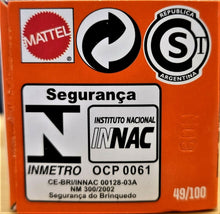 MATTEL
REPUBLICA
S T
ARGENTINA
Segurança
N
INSTITUTO NACIONAL
INNAC
INMETRO OCP 0061
CE-BRI/INNAC 00128-03A
NM 300/2002
Segurança do Brinquedo
49/100